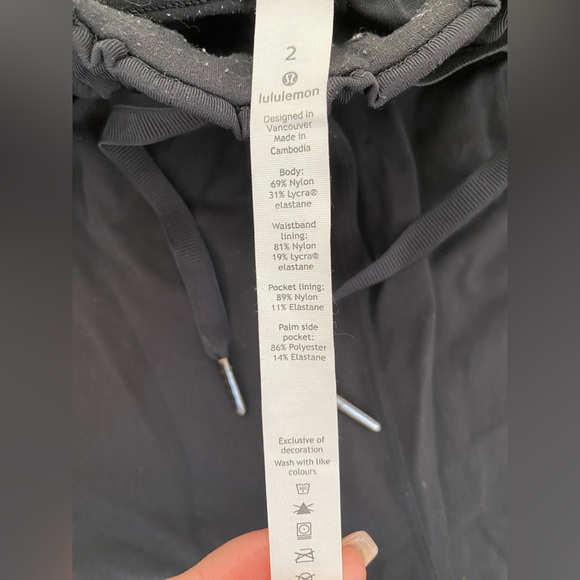 2
lululemon
Designed in
Vancouver
Made in
Cambodia
Body:
69% Nylon
31% Lycra®
elastane
Waistband
lining:
81% Nylon
19% Lycra®
elastane
Pocket lining:
89% Nylon
11% Elastane
Palm side
pocket:
86% Polyester
14% Elastane
Exclusive of
decoration
Wash with like
colours